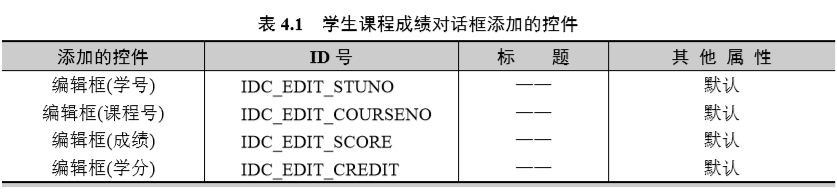 表 4.1 学生课程成绩对话框添加的控件
添加的控件 ID 号 标 题 其 他 属 性
编辑框(学号) IDC_EDIT_STUNO —— 默认
编辑框(课程号) IDC_EDIT_COURSENO —— 默认
编辑框(成绩) IDC_EDIT_SCORE —— 默认
编辑框(学分) IDC_EDIT_CREDIT —— 默认